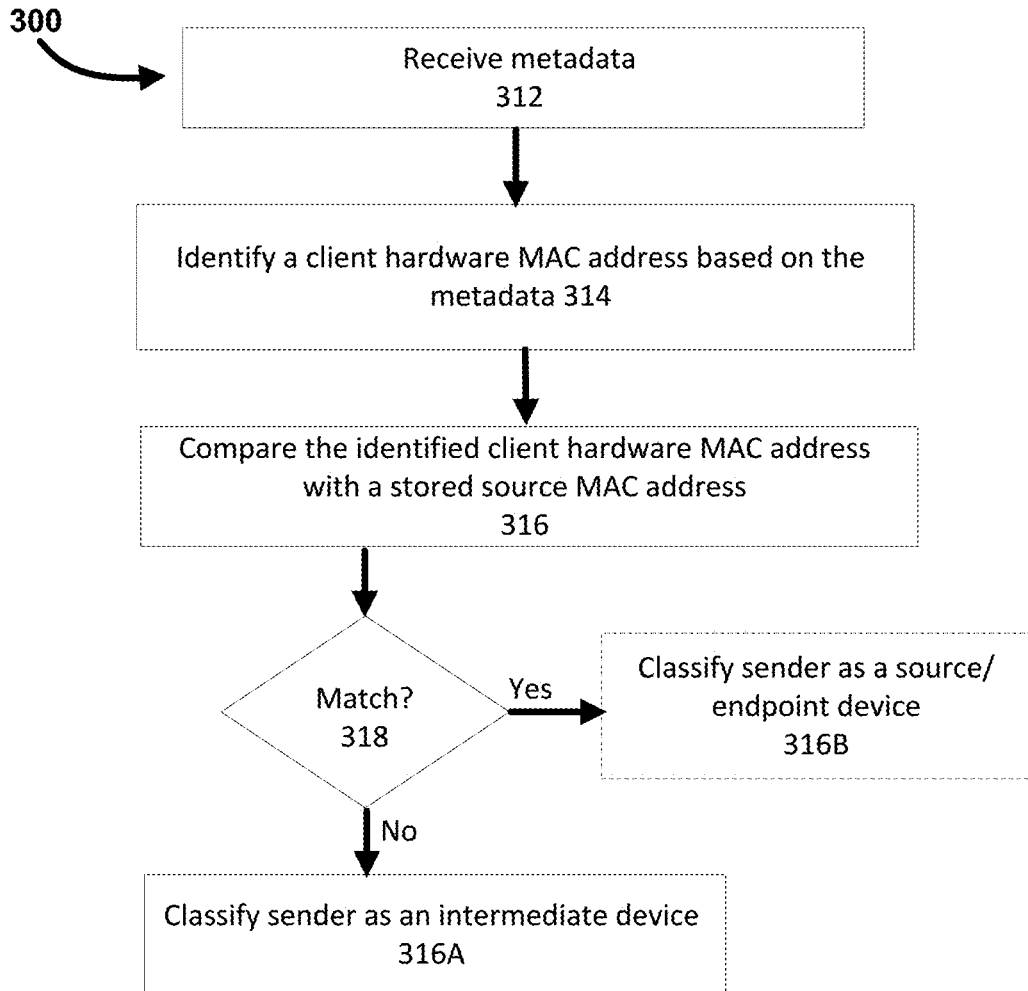 300
Receive metadata
312
Identify a client hardware MAC address based on the
metadata 314
Compare the identified client hardware MAC address
with a stored source MAC address
316
Match?
318
Yes
Classify sender as a source/
endpoint device
316B
No
Classify sender as an intermediate device
316A